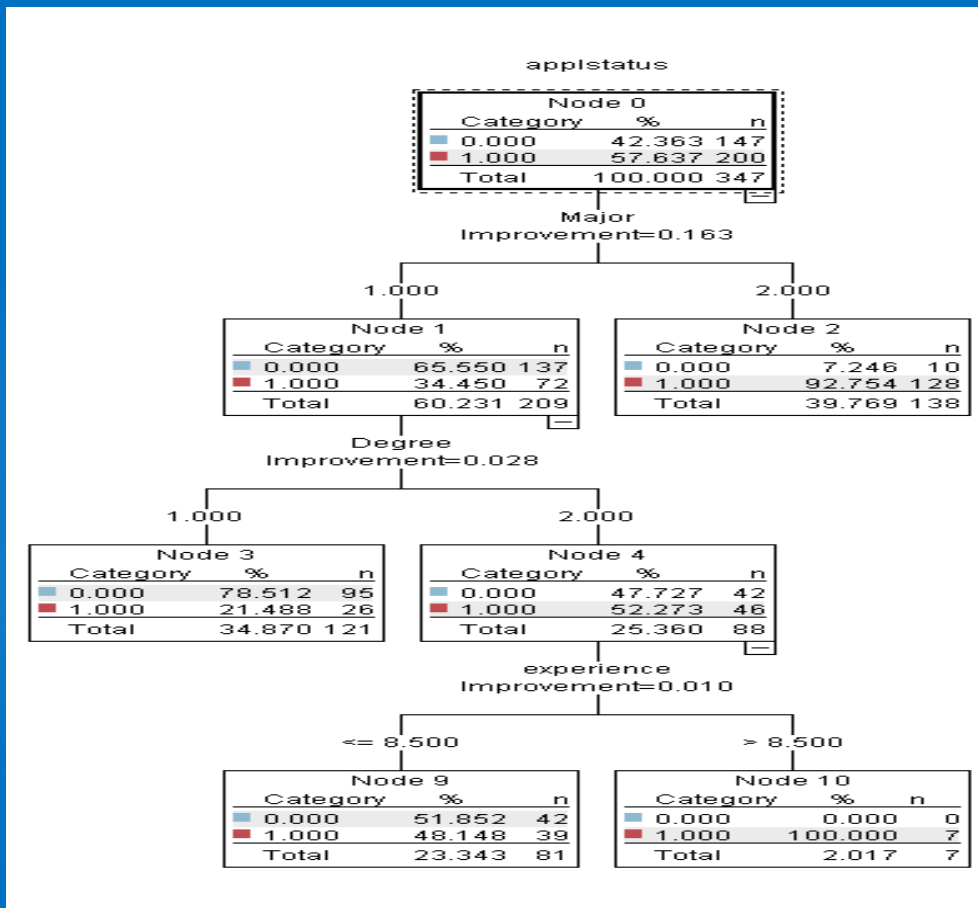 applstatus
Node 0
Category % n
0.000 42.363 147
1.000 57.637 200
Total 100.000 347
Major
Improvement=0.163
1.000 2.000
Node 1
Category % n
0.000 65.550 137
1.000 34.450 72
Total 60.231 209
Node 2
Category % n
0.000 7.246 10
1.000 92.754 128
Total 39.769 138
Degree
Improvement=0.028
1.000 2.000
Node 3
Category % n
0.000 78.512 95
1.000 21.488 26
Total 34.870 121
Node 4
Category % n
0.000 47.727 42
1.000 52.273 46
Total 25.360 88
experience
Improvement=0.010
<= 8.500 > 8.500
Node 9
Category % n
0.000 51.852 42
1.000 48.148 39
Total 23.343 81
Node 10
Category % n
0.000 0.000 0
1.000 100.000 7
Total 2.017 7